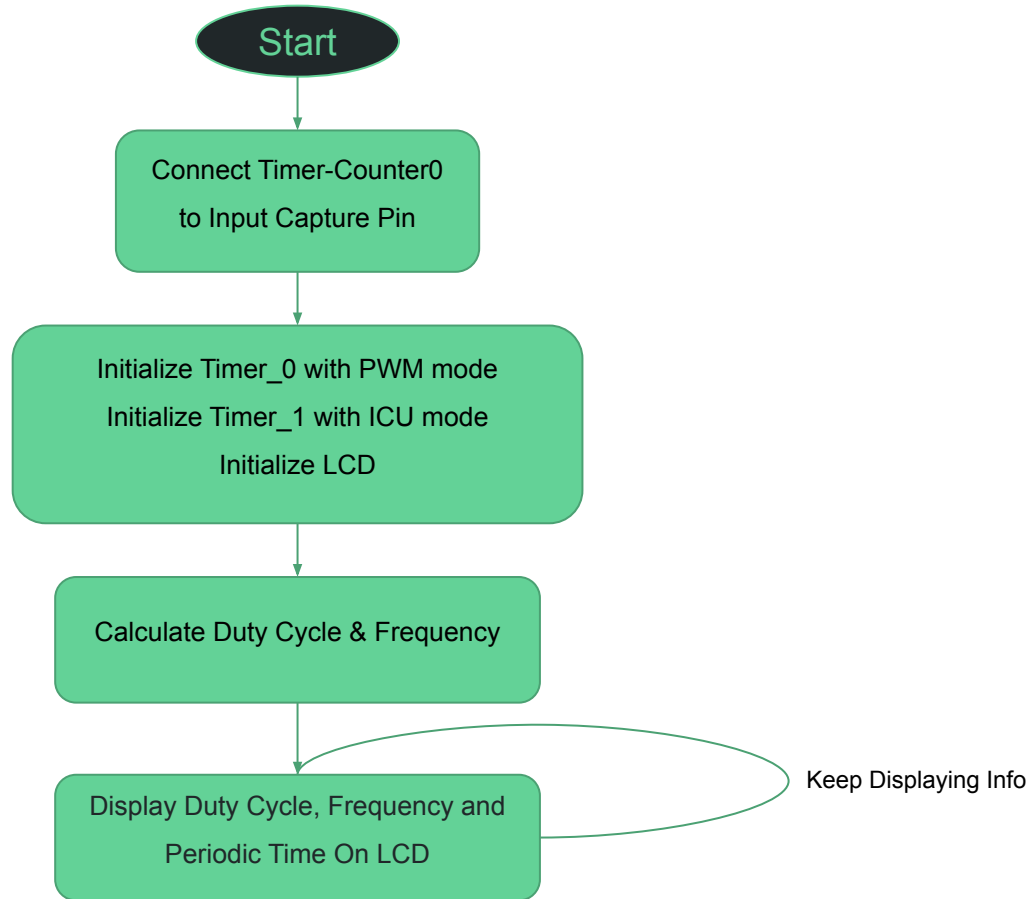 Start
Connect Timer-Counter0
to Input Capture Pin
Initialize Timer_0 with PWM mode
Initialize Timer_1 with ICU mode
Initialize LCD
Calculate Duty Cycle & Frequency
Keep Displaying Info
Display Duty Cycle, Frequency and
Periodic Time On LCD